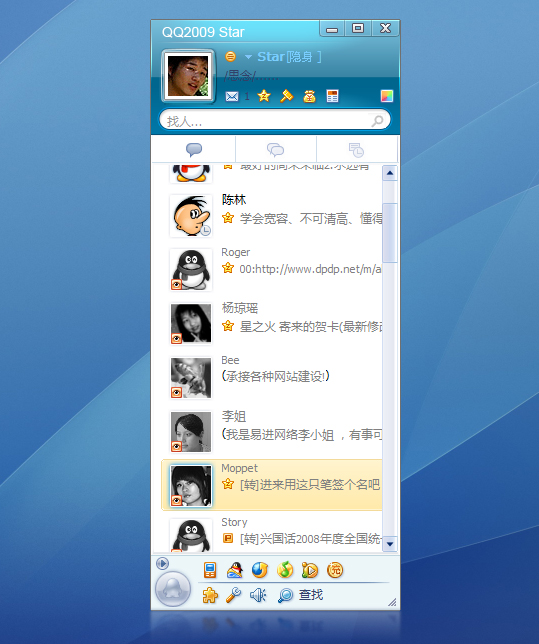 QQ2009 Star
Star[隐身 ]
/思念/......
1
找人...
陈林
学会宽容、不可清高、懂得
Roger
00:http://www.dpdp.net/m/a
杨琼瑶
星之火 寄来的贺卡(最新修改
Bee
(承接各种网站建设!)
李姐
(我是易进网络李小姐 ，有事可
Moppet
[转]进来用这只笔签个名吧
Story
[转]兴国话2008年度全国统一
查找